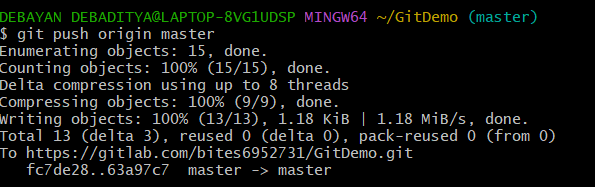 DEBAYAN DEBADITYA@LAPTOP-8VG1UDSP MINGW64 ~/GitDemo (master)
$ git push origin master
Enumerating objects: 15, done.
Counting objects: 100% (15/15), done.
Delta compression using up to 8 threads
Compressing objects: 100% (9/9), done.
Writing objects: 100% (13/13), 1.18 KiB | 1.18 MiB/s, done.
Total 13 (delta 3), reused 0 (delta 0), pack-reused 0 (from 0)
To https://gitlab.com/bites6952731/GitDemo.git
   fc7de28..63a97c7  master -> master